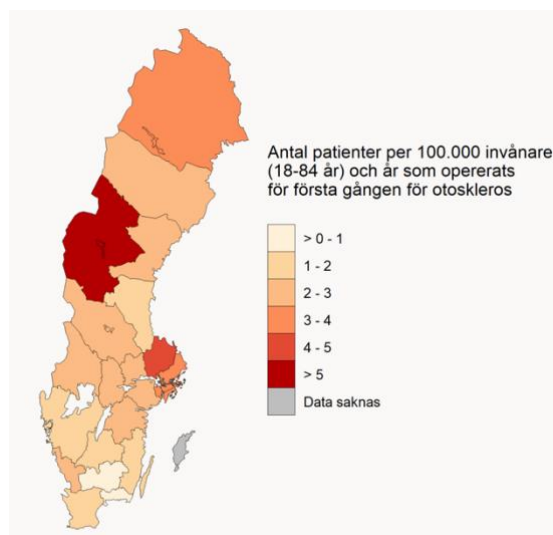 Antal patienter per 100.000 invånare
(18-84 år) och år som opererats
för första gången för otoskleros
> 0 - 1
1 - 2
2 - 3
3 - 4
4 - 5
> 5
Data saknas